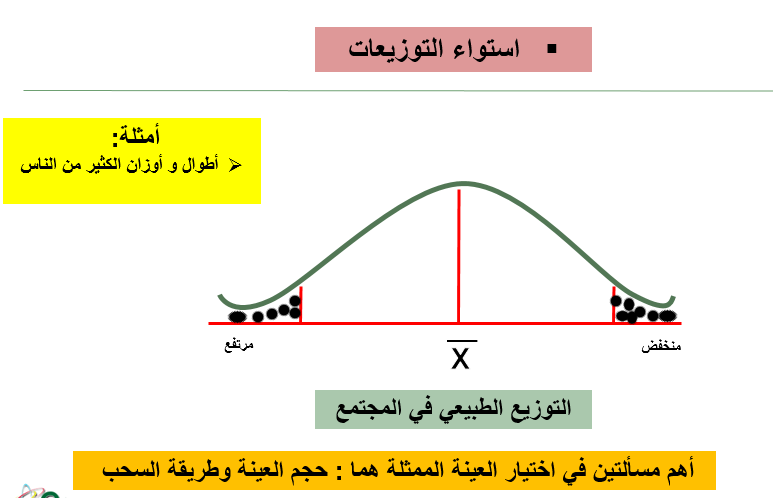 ▪ استواء التوزيعات
أمثلة:
⮚ أطوال و أوزان الكثير من الناس
منخفض
مرتفع
X̄
التوزيع الطبيعي في المجتمع
أهم مسألتين في اختيار العينة الممثلة هما : حجم العينة وطريقة السحب